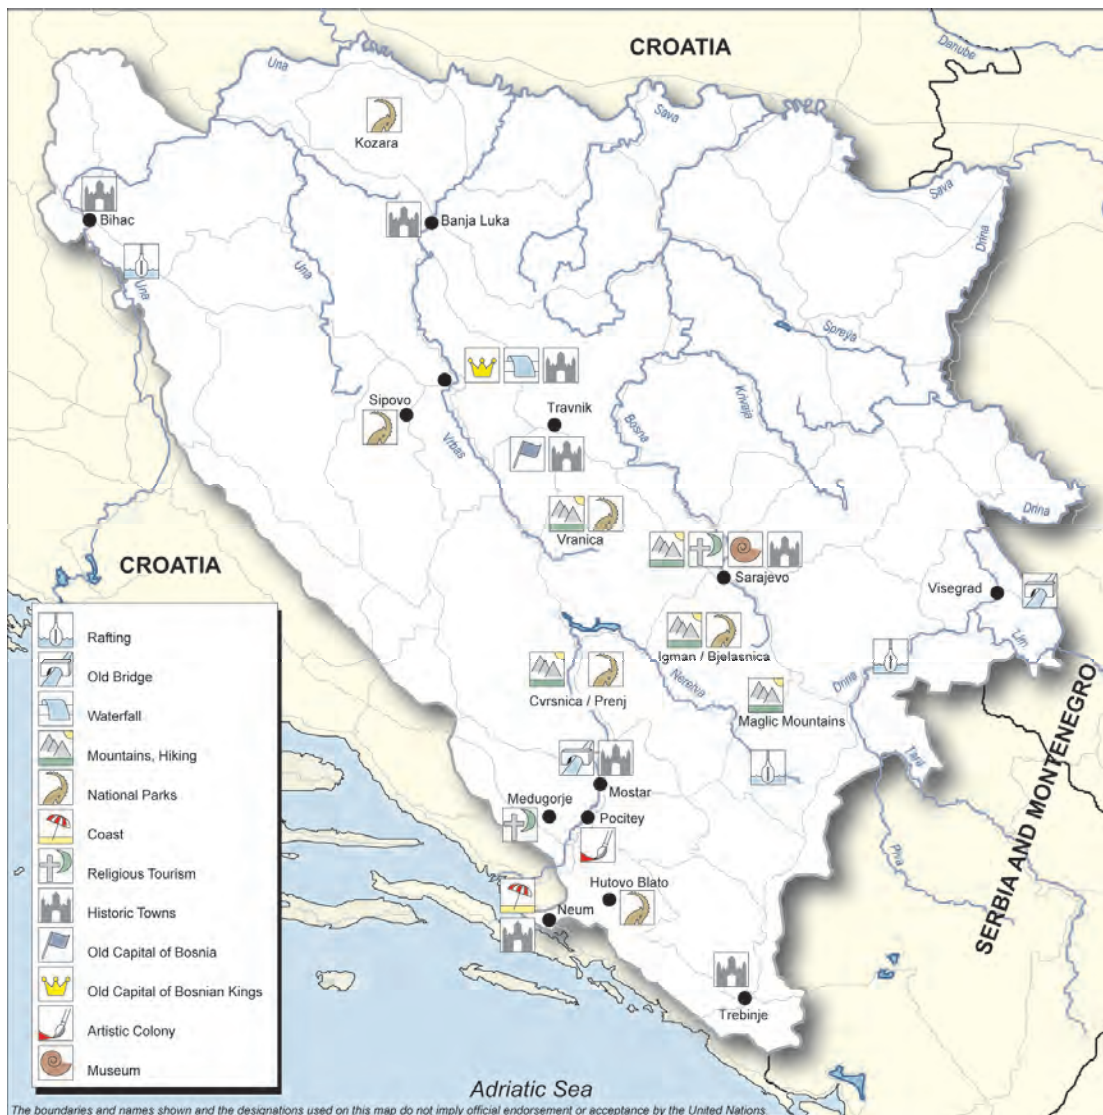 CROATIA
Danube
Una
Sava
Kozara
Sava
Bihac
Banja Luka
Drina
Una
Una
Spreya
Krivaja
Sipovo
Travnik
Bosna
Vrbas
Drina
Vranica
CROATIA
Sarajevo
Visegrad
Lim
Igman / Bjelasnica
Neretva
Drina
Cvrsnica / Prenj
Maglic Mountains
SERBIA AND MONTENEGRO
Tara
Mostar
Medugorje
Pocitey
Piva
Hutovo Blato
Neum
Trebinje
Rafting
Old Bridge
Waterfall
Mountains, Hiking
National Parks
Coast
Religious Tourism
Historic Towns
Old Capital of Bosnia
Old Capital of Bosnian Kings
Artistic Colony
Museum
Adriatic Sea
The boundaries and names shown and the designations used on this map do not imply official endorsement or acceptance by the United Nations.